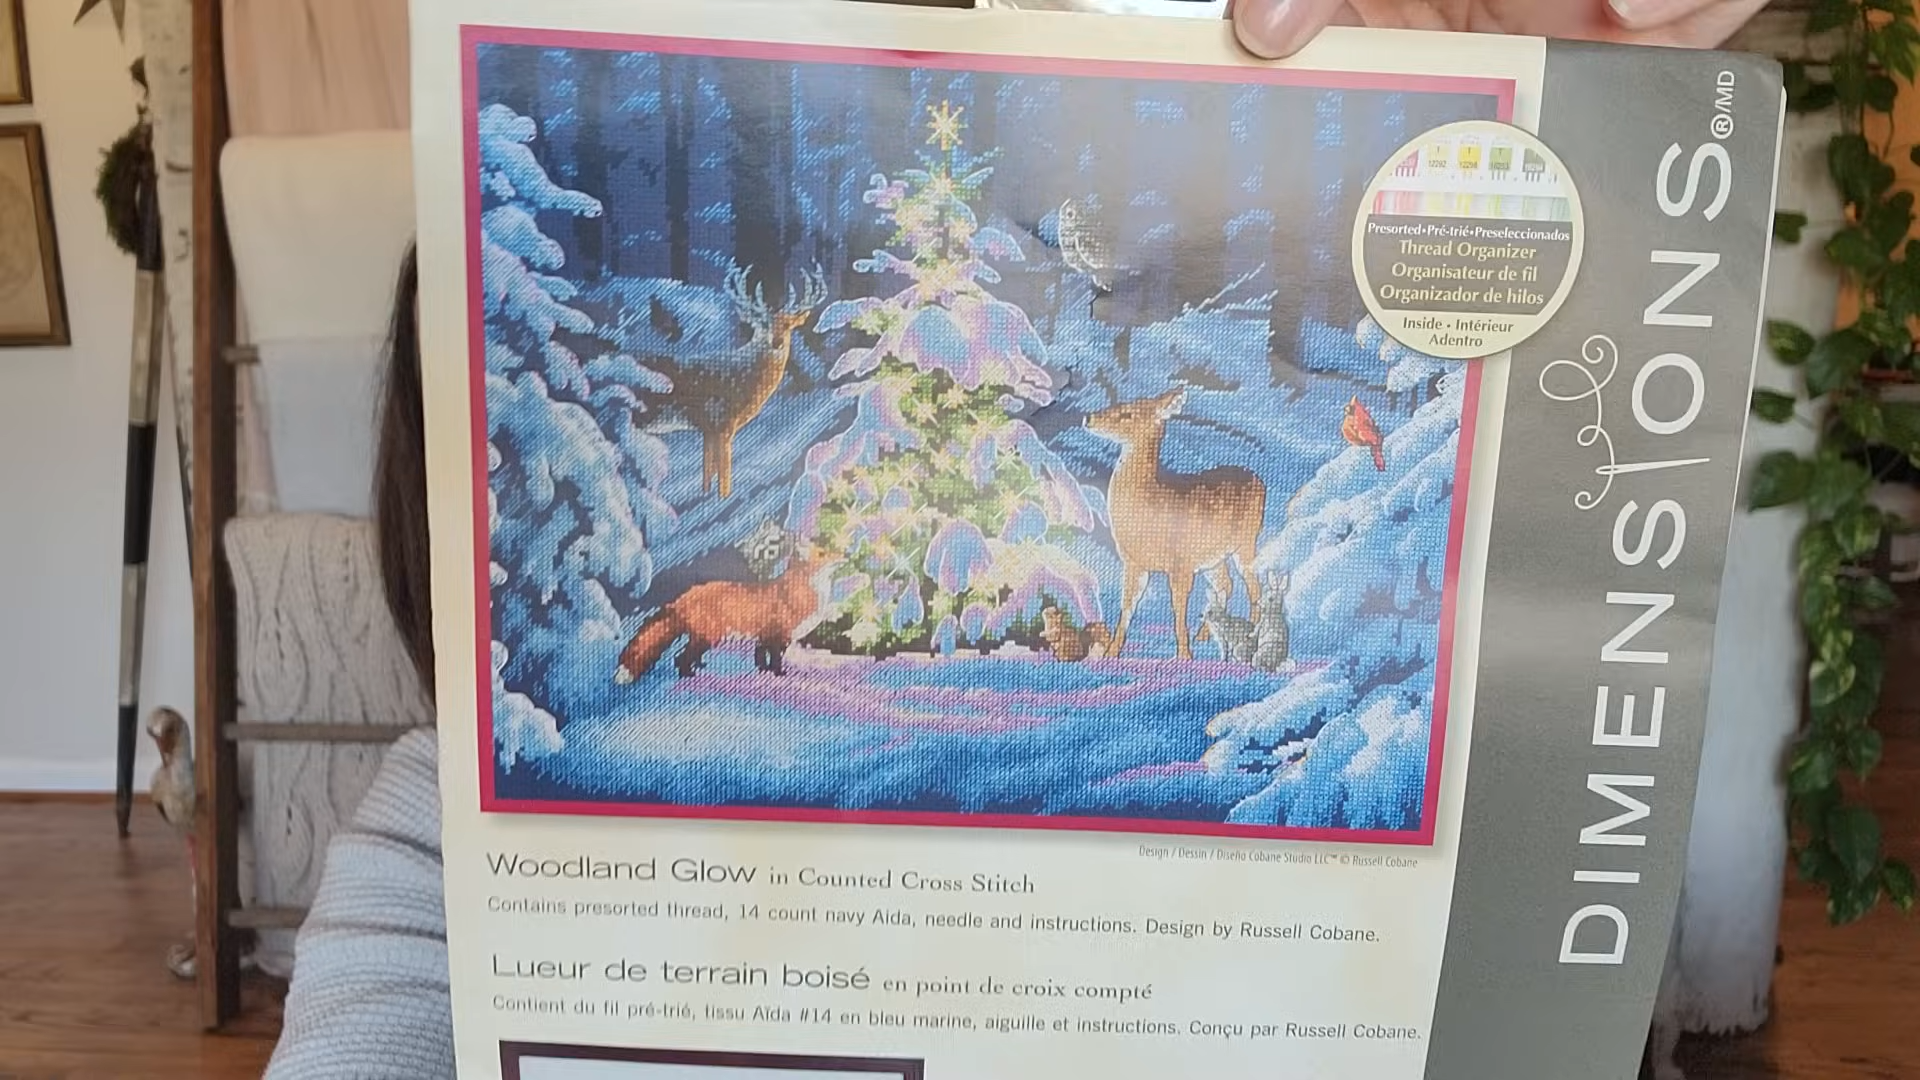 DIMENSIONS®/MD
12292 12298
Presorted•Pré-trié•Preseleccionados
Thread Organizer
Organisateur de fil
Organizador de hilos
Inside • Intérieur
Adentro
Design / Dessin / Diseño Cobane Studio LLC™ © Russell Cobane
Woodland Glow in Counted Cross Stitch
Contains presorted thread, 14 count navy Aida, needle and instructions. Design by Russell Cobane.
Lueur de terrain boisé en point de croix compté
Contient du fil pré-trié, tissu Aïda #14 en bleu marine, aiguille et instructions. Conçu par Russell Cobane.